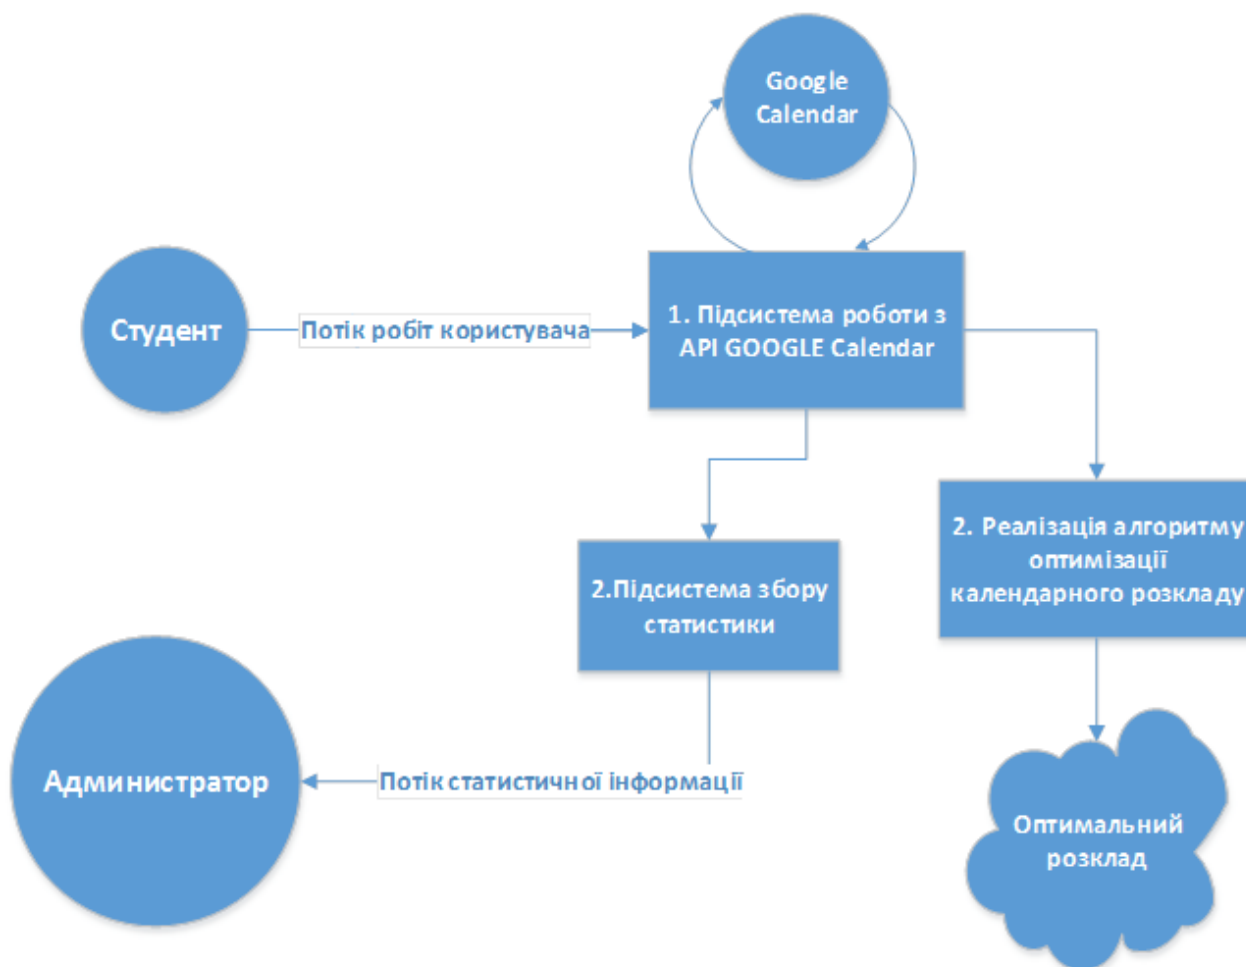 Google
Calendar
Студент
Потік робіт користувача
1. Підсистема роботи з
API GOOGLE Calendar
2. Реалізація алгоритму
оптимізації
календарного розкладу
2.Підсистема збору
статистики
Администратор
Потік статистичної інформації
Оптимальний
розклад